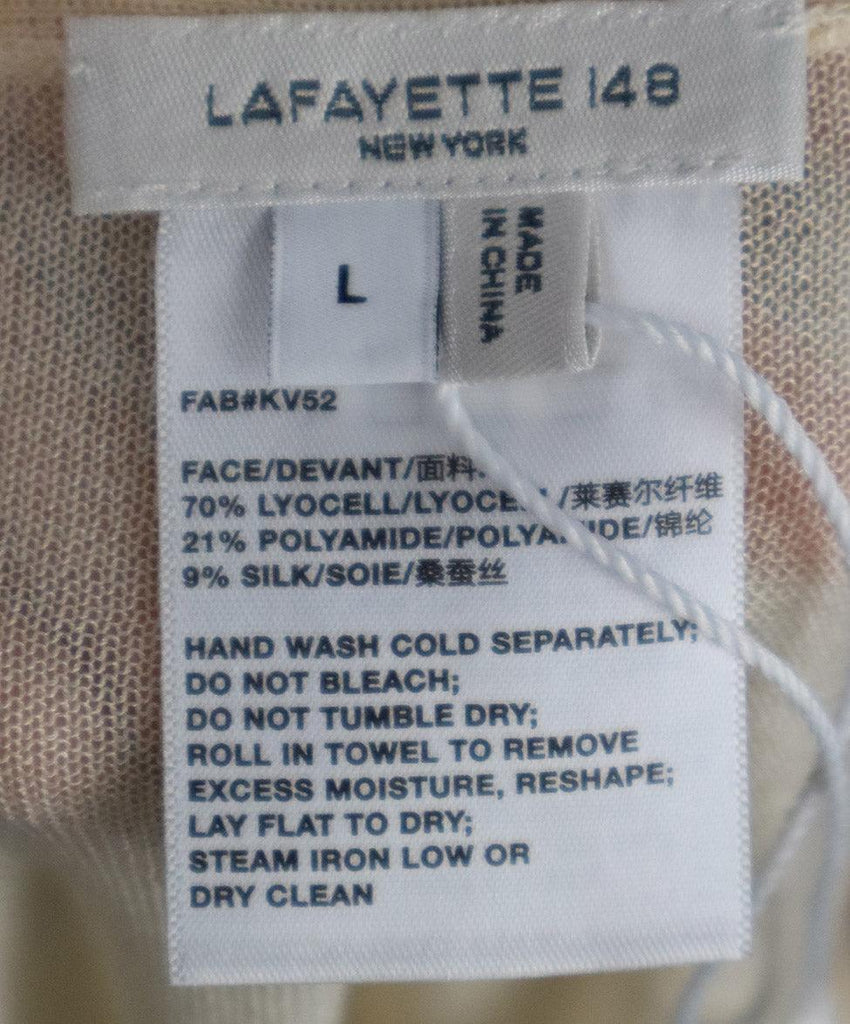 LAFAYETTE 148
NEW YORK
L
MADE
IN CHINA
FAB#KV52
FACE/DEVANT/面料
70% LYOCELL/LYOCELL/莱赛尔纤维
21% POLYAMIDE/POLYAMIDE/锦纶
9% SILK/SOIE/桑蚕丝
HAND WASH COLD SEPARATELY;
DO NOT BLEACH;
DO NOT TUMBLE DRY;
ROLL IN TOWEL TO REMOVE
EXCESS MOISTURE, RESHAPE;
LAY FLAT TO DRY;
STEAM IRON LOW OR
DRY CLEAN